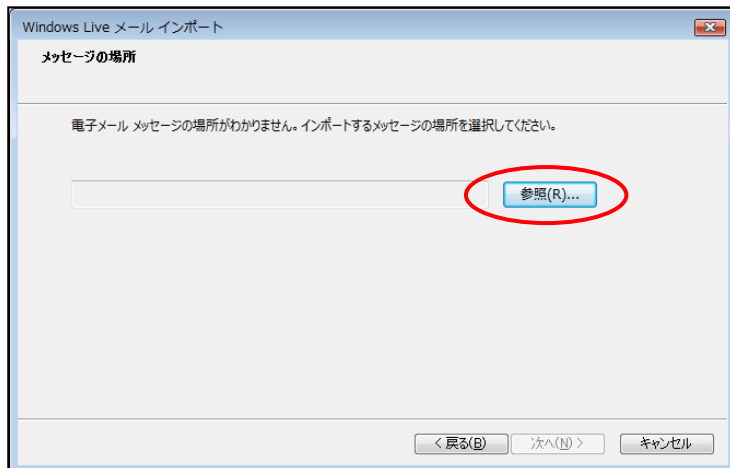 Windows Live メール インポート
メッセージの場所
電子メール メッセージの場所がわかりません。インポートするメッセージの場所を選択してください。
参照(R)...
< 戻る(B)
次へ(N) >
キャンセル